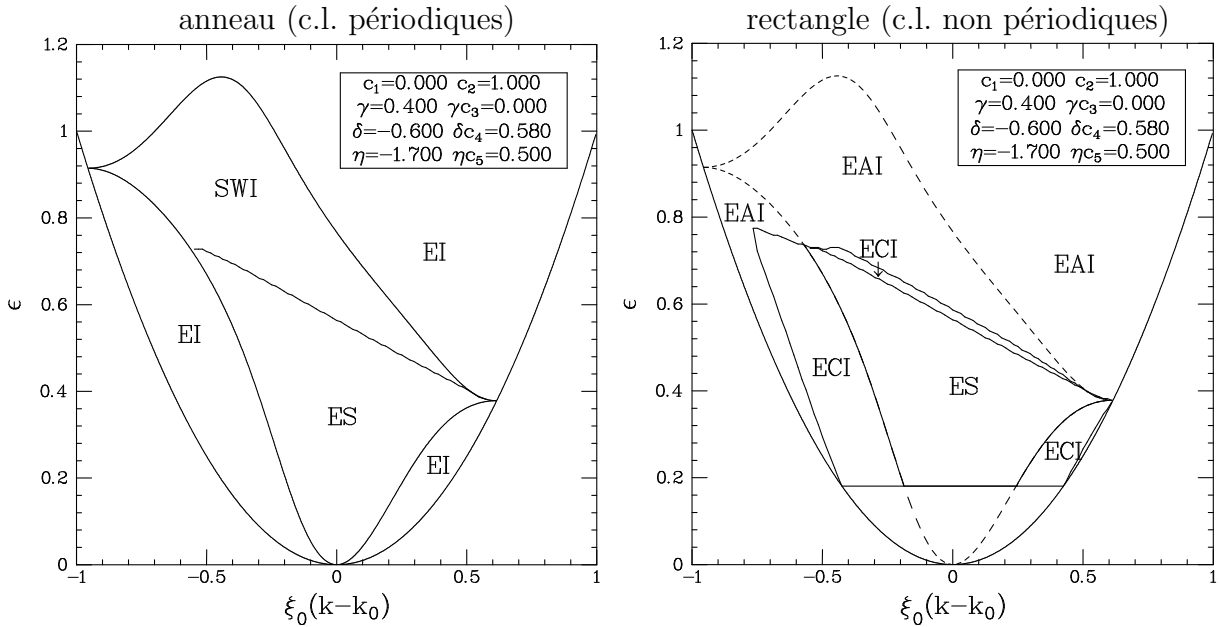 anneau (c.l. périodiques)
1.2
1
0.8
0.6
0.4
0.2
0
ϵ
c₁=0.000 c₂=1.000
γ=0.400 γc₃=0.000
δ=−0.600 δc₄=0.580
η=−1.700 ηc₅=0.500
SWI
EI
EI
ES
EI
−1
−0.5
0
0.5
1
ξ₀(k−k₀)
rectangle (c.l. non périodiques)
1.2
1
0.8
0.6
0.4
0.2
0
ϵ
c₁=0.000 c₂=1.000
γ=0.400 γc₃=0.000
δ=−0.600 δc₄=0.580
η=−1.700 ηc₅=0.500
EAI
EAI
ECI
EAI
ECI
ES
ECI
−1
−0.5
0
0.5
1
ξ₀(k−k₀)